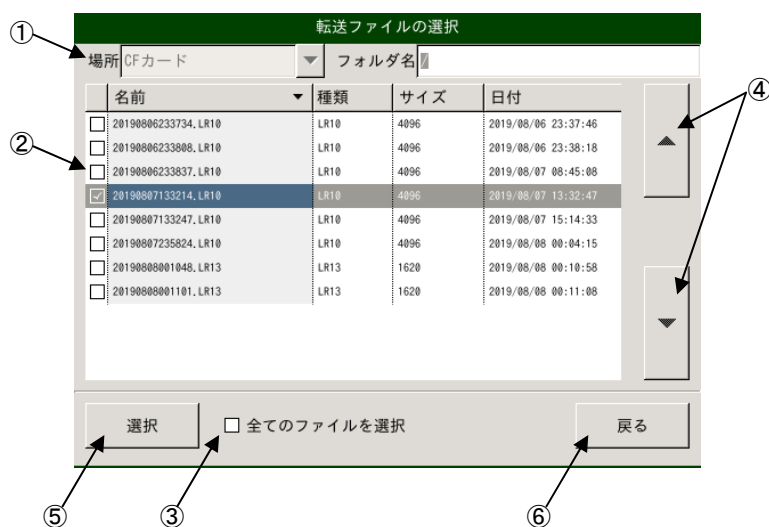 転送ファイルの選択
①
場所 CFカード フォルダ名 /
④
名前 種類 サイズ 日付
20190806233734.LR10 LR10 4096 2019/08/06 23:37:46
②
20190806233808.LR10 LR10 4096 2019/08/06 23:38:18
20190806233837.LR10 LR10 4096 2019/08/07 08:45:08
20190807133214.LR10 LR10 4096 2019/08/07 13:32:47
20190807133247.LR10 LR10 4096 2019/08/07 15:14:33
20190807235824.LR10 LR10 4096 2019/08/08 00:04:15
20190808001048.LR13 LR13 1620 2019/08/08 00:10:58
20190808001101.LR13 LR13 1620 2019/08/08 00:11:08
選択 全てのファイルを選択 戻る
⑤ ③ ⑥